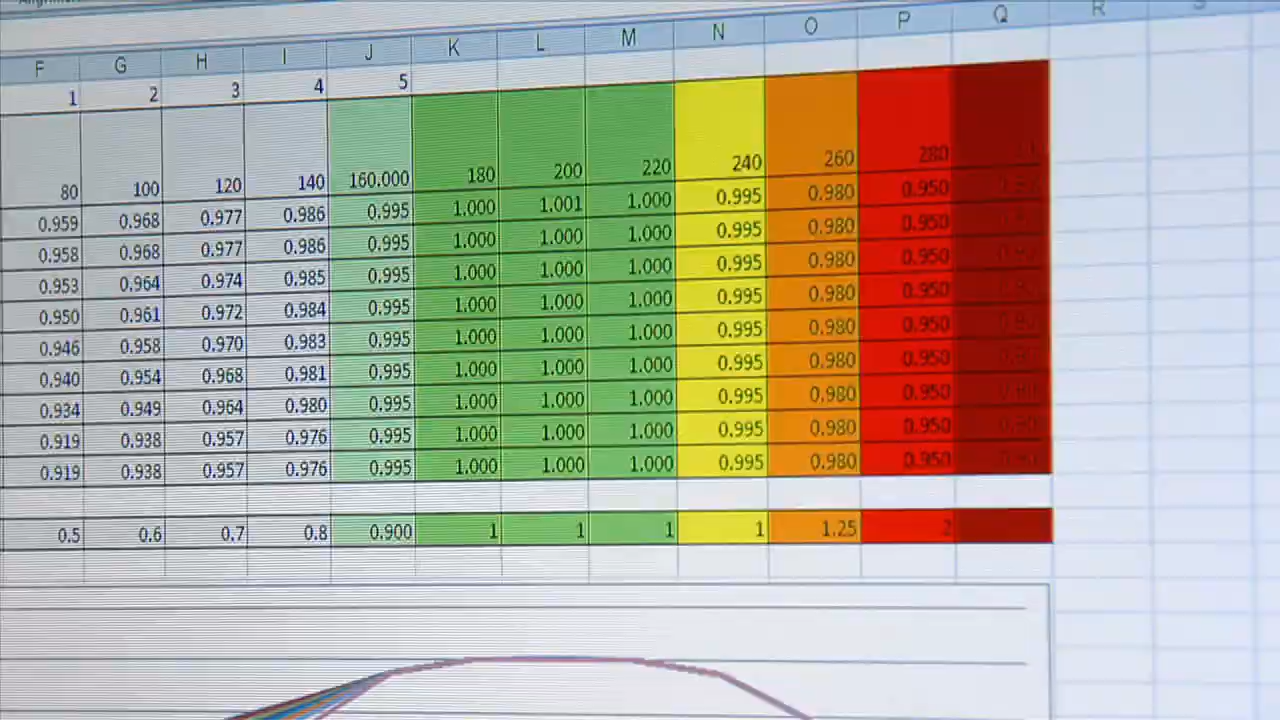 F G H I J K L M N O P Q R S
1 2 3 4 5
80 100 120 140 160.000 180 200 220 240 260 280
0.959 0.968 0.977 0.986 0.995 1.000 1.001 1.000 0.995 0.980 0.950
0.958 0.968 0.977 0.986 0.995 1.000 1.000 1.000 0.995 0.980 0.950
0.953 0.964 0.974 0.985 0.995 1.000 1.000 1.000 0.995 0.980 0.950
0.950 0.961 0.972 0.984 0.995 1.000 1.000 1.000 0.995 0.980 0.950
0.946 0.958 0.970 0.983 0.995 1.000 1.000 1.000 0.995 0.980 0.950
0.940 0.954 0.968 0.981 0.995 1.000 1.000 1.000 0.995 0.980 0.950
0.934 0.949 0.964 0.980 0.995 1.000 1.000 1.000 0.995 0.980 0.950
0.919 0.938 0.957 0.976 0.995 1.000 1.000 1.000 0.995 0.980 0.950
0.919 0.938 0.957 0.976 0.995 1.000 1.000 1.000 0.995 0.980 0.950
0.5 0.6 0.7 0.8 0.900 1 1 1 1 1.25 2